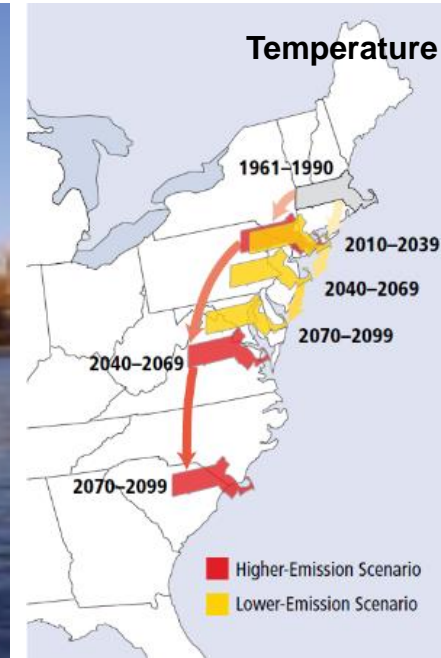 Temperature
1961–1990
2010–2039
2040–2069
2070–2099
2040–2069
2070–2099
Higher-Emission Scenario
Lower-Emission Scenario